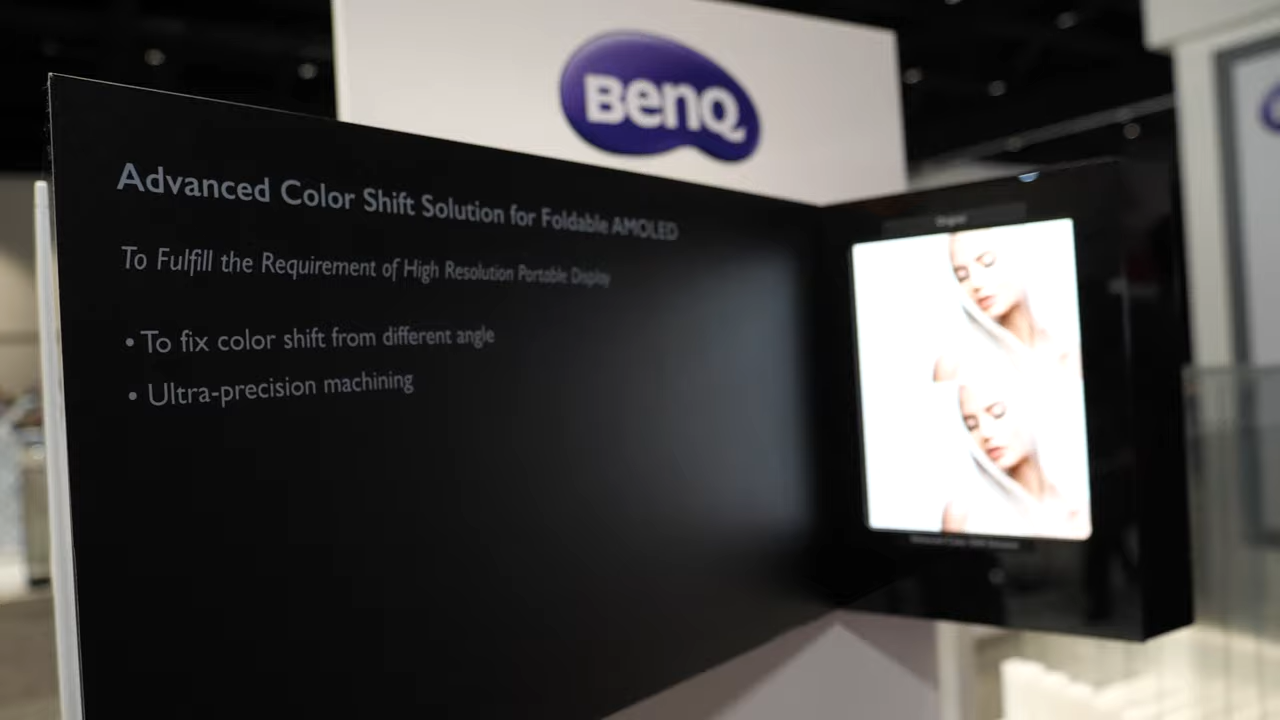 BenQ
Advanced Color Shift Solution for Foldable AMOLED
To Fulfill the Requirement of High Resolution Portable Display
• To fix color shift from different angle
• Ultra-precision machining
Original